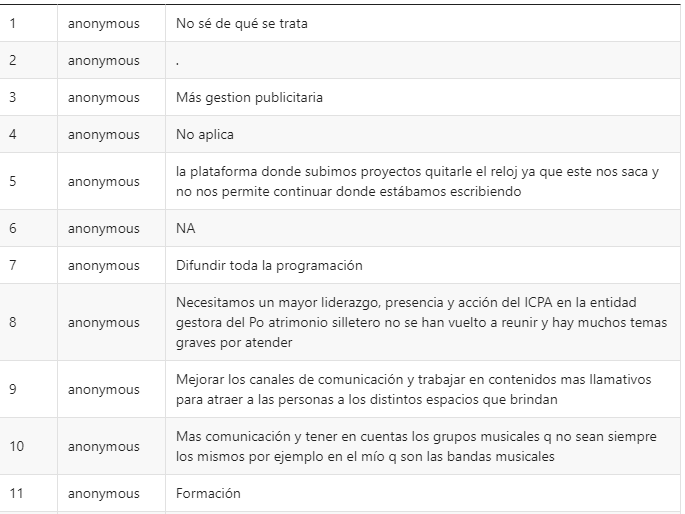 1 anonymous No sé de qué se trata
2 anonymous .
3 anonymous Más gestion publicitaria
4 anonymous No aplica
5 anonymous la plataforma donde subimos proyectos quitarle el reloj ya que este nos saca y
no nos permite continuar donde estábamos escribiendo
6 anonymous NA
7 anonymous Difundir toda la programación
8 anonymous Necesitamos un mayor liderazgo, presencia y acción del ICPA en la entidad
gestora del Po atrimonio silletero no se han vuelto a reunir y hay muchos temas
graves por atender
9 anonymous Mejorar los canales de comunicación y trabajar en contenidos mas llamativos
para atraer a las personas a los distintos espacios que brindan
10 anonymous Mas comunicación y tener en cuentas los grupos musicales q no sean siempre
los mismos por ejemplo en el mío q son las bandas musicales
11 anonymous Formación